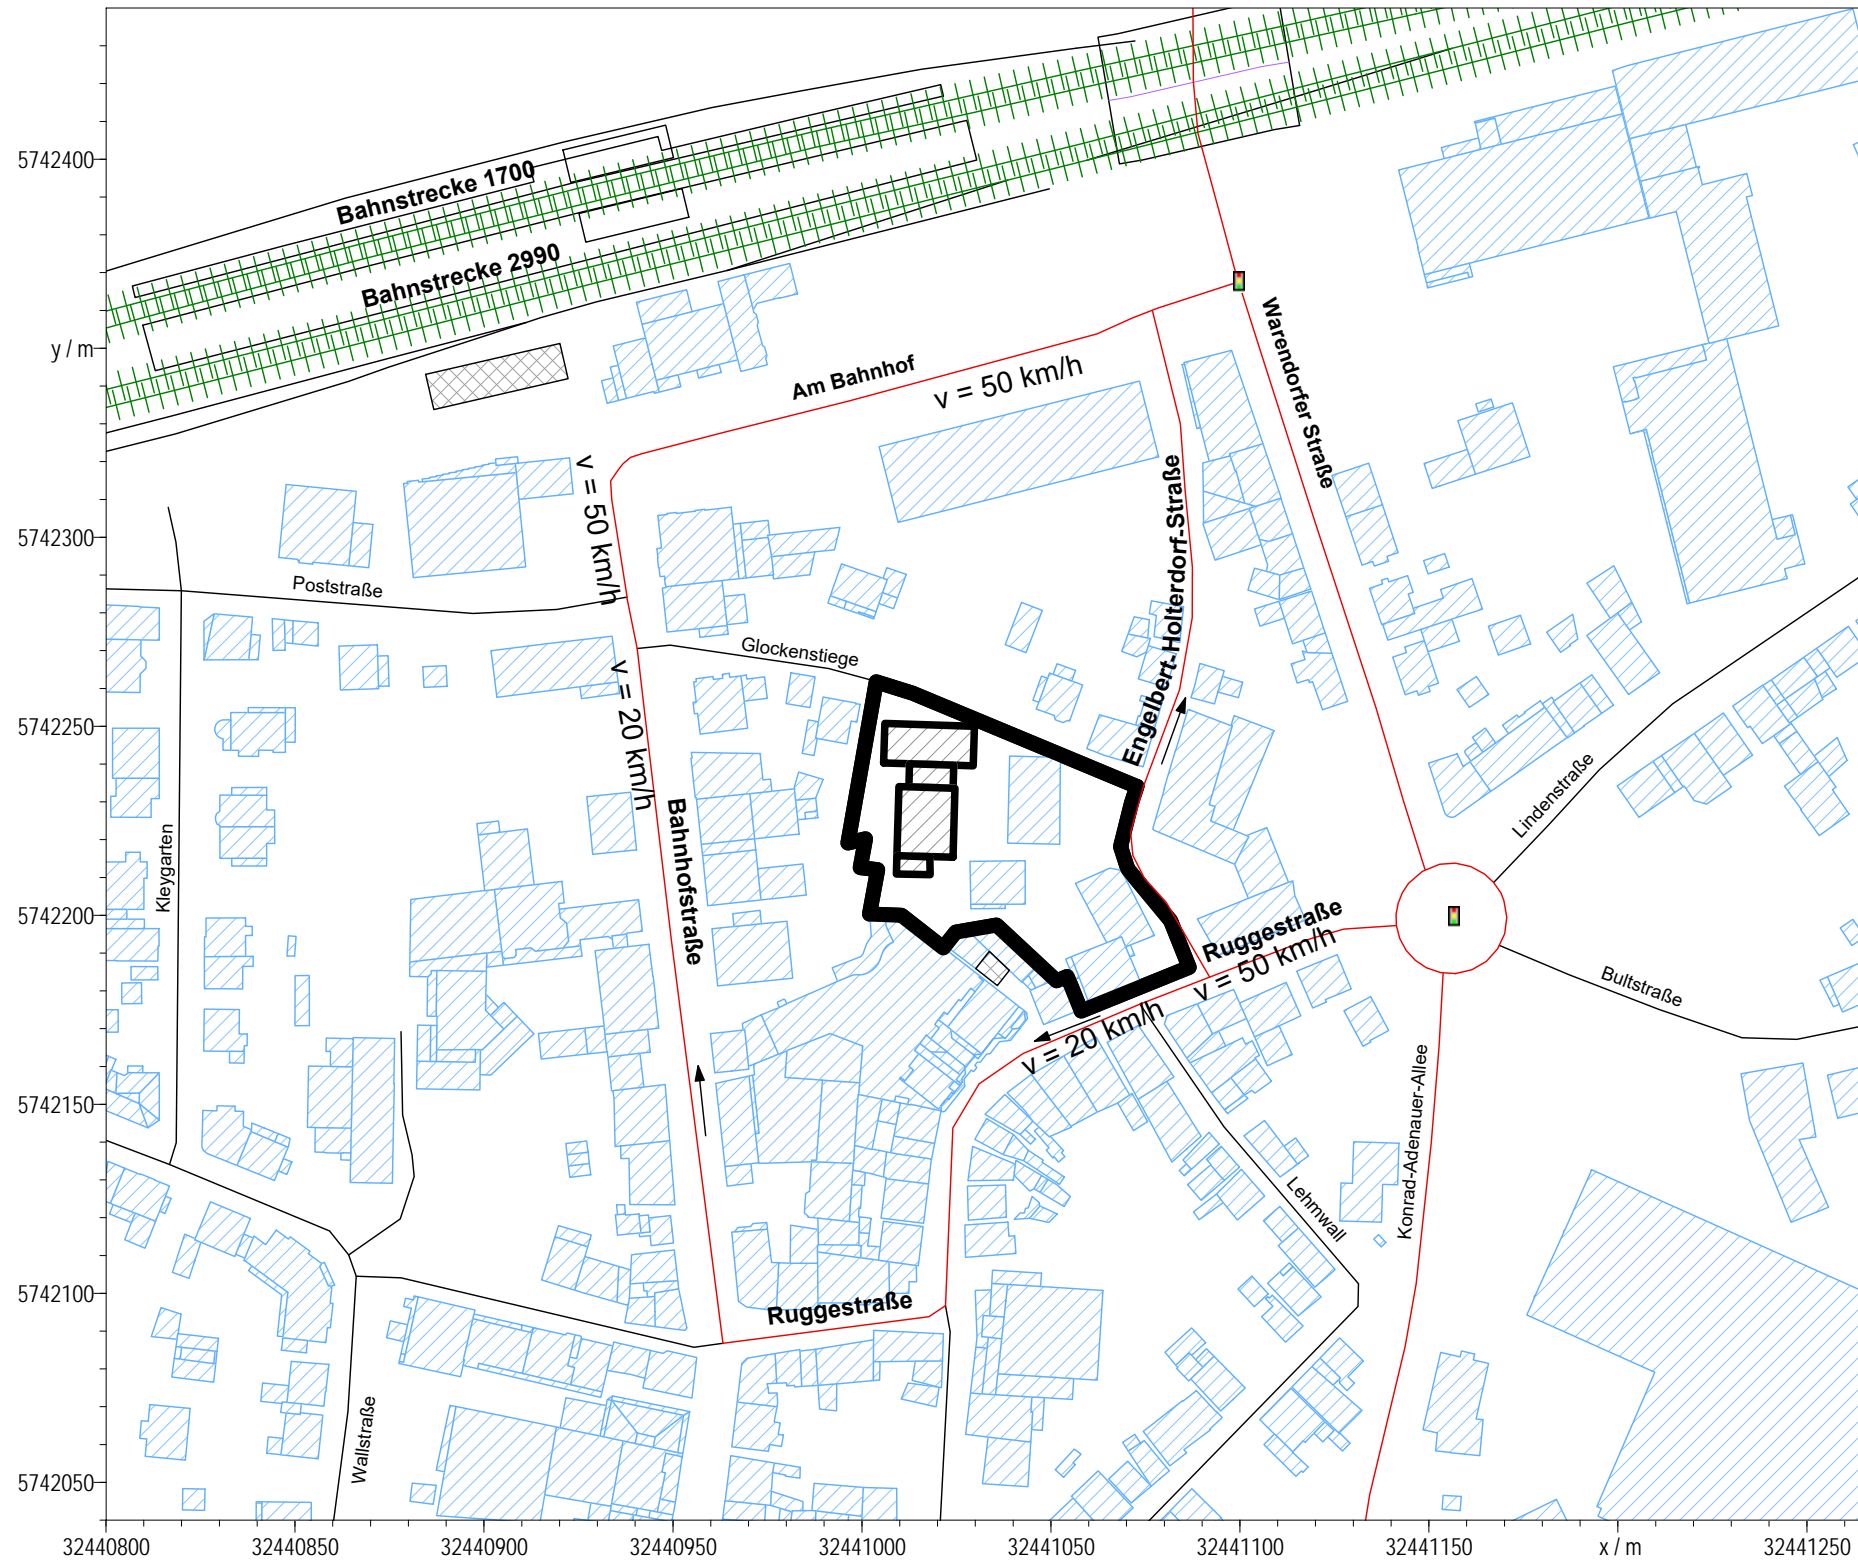 Bahnstrecke 1700
5742400
Bahnstrecke 2990
y / m
Am Bahnhof
v = 50 km/h
Warendorfer Straße
v = 50 km/h
Engelbert-Holterdorf-Straße
5742300
Poststraße
Glockenstiege
v = 20 km/h
5742250
Bahnhofstraße
Lindenstraße
Kleygarten
5742200
Ruggestraße
v = 50 km/h
Bultstraße
v = 20 km/h
Konrad-Adenauer-Allee
5742150
Lehmwall
5742100
Ruggestraße
Wallstraße
5742050
32440800 32440850 32440900 32440950 32441000 32441050 32441100 32441150 x / m 32441250